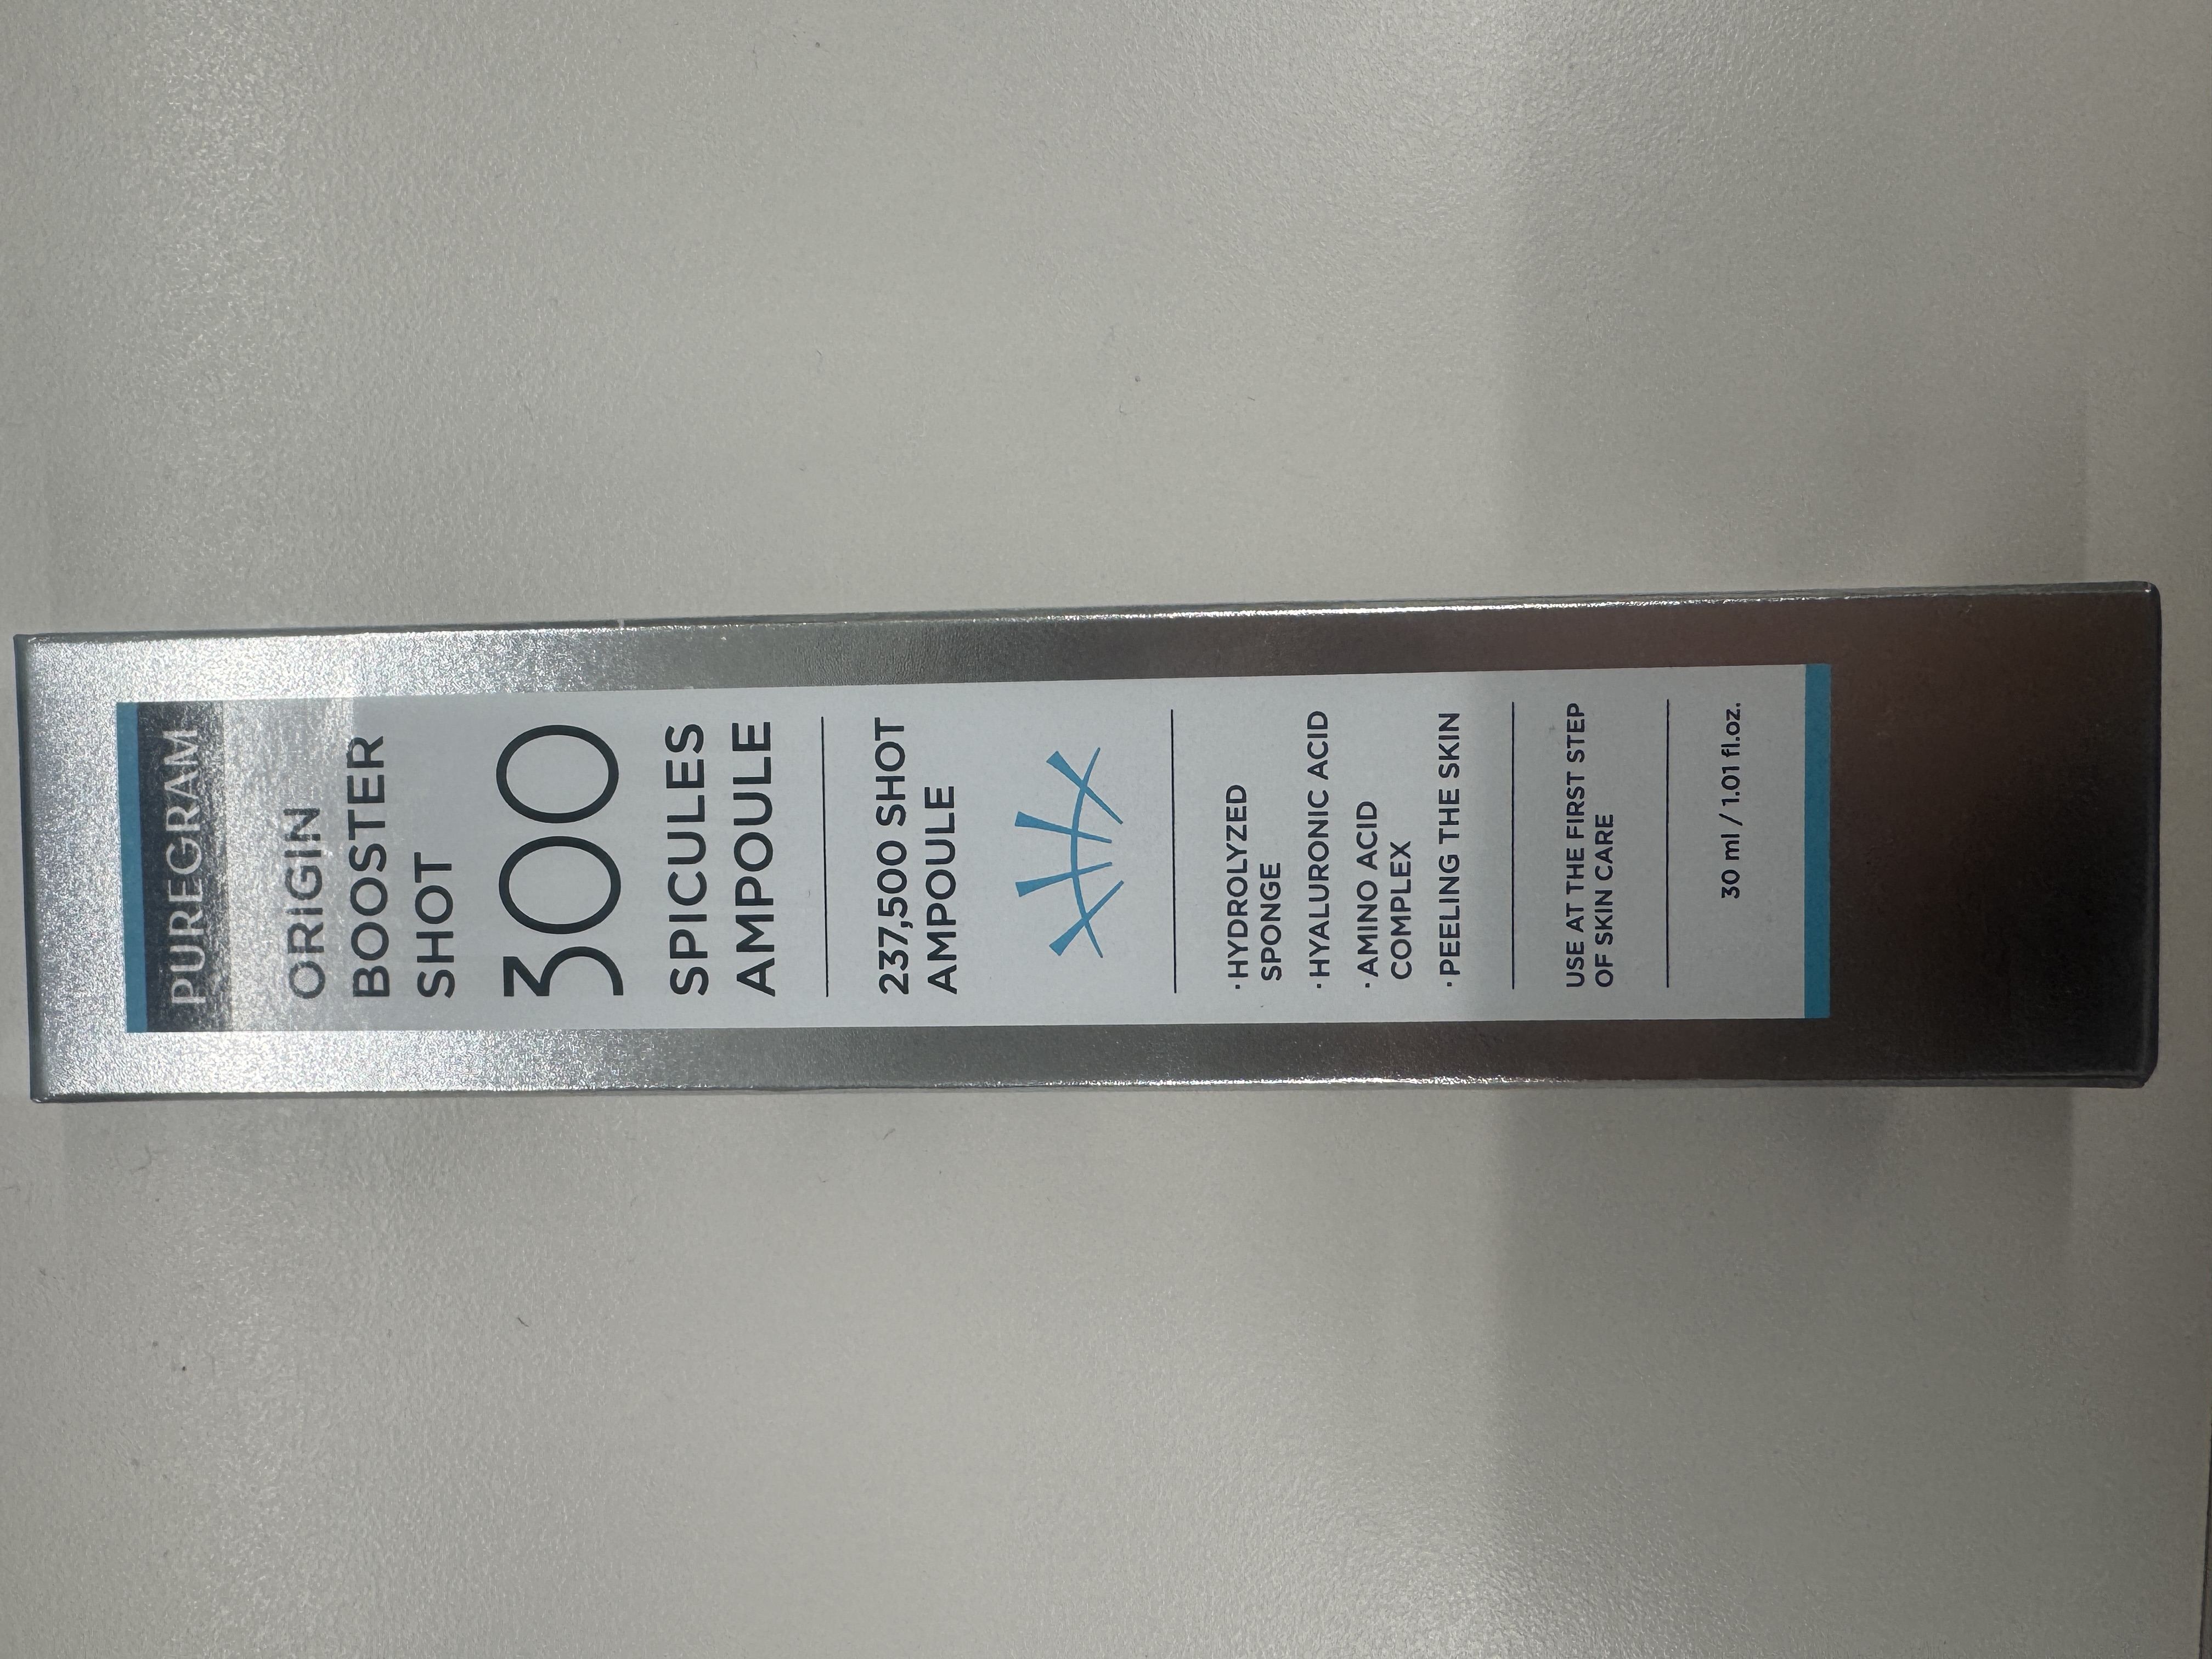 PUREGRAM
ORIGIN
BOOSTER
SHOT
300
SPICULES
AMPOULE
237,500 SHOT
AMPOULE
·HYDROLYZED
SPONGE
·HYALURONIC ACID
·AMINO ACID
COMPLEX
·PEELING THE SKIN
USE AT THE FIRST STEP
OF SKIN CARE
30 ml / 1.01 fl.oz.